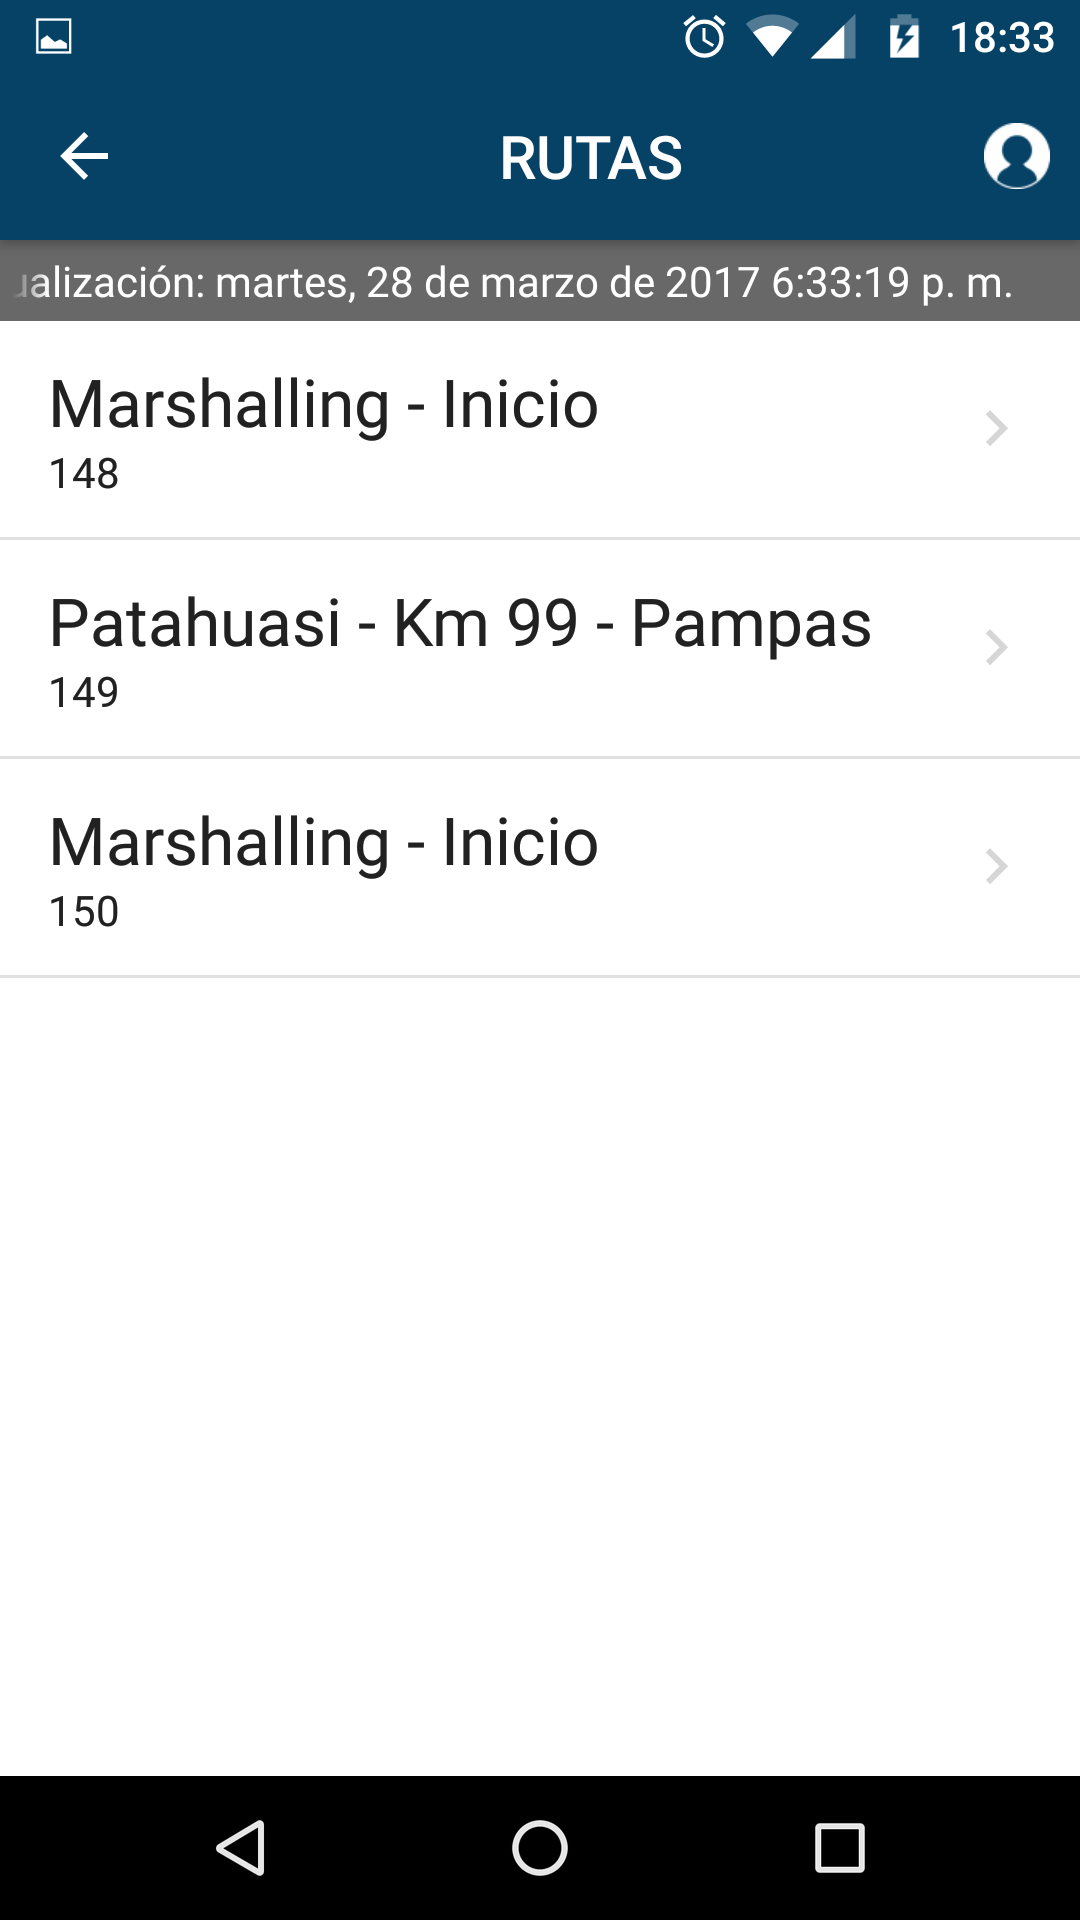 18:33
RUTAS
alización: martes, 28 de marzo de 2017 6:33:19 p. m.
Marshalling - Inicio
148
Patahuasi - Km 99 - Pampas
149
Marshalling - Inicio
150